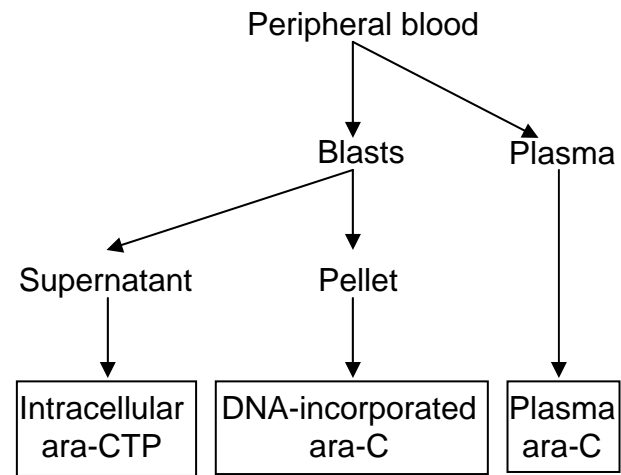 Peripheral blood
Blasts
Plasma
Supernatant
Pellet
Intracellular
ara-CTP
DNA-incorporated
ara-C
Plasma
ara-C